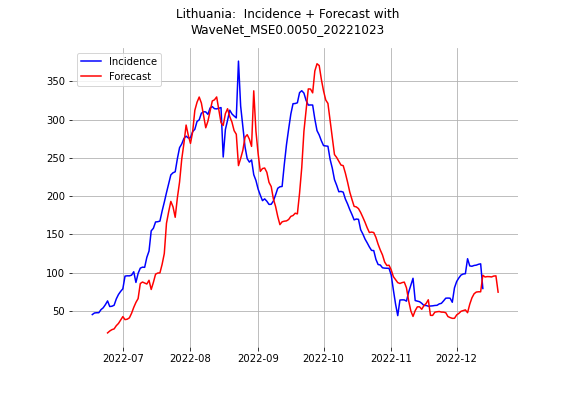 Lithuania:  Incidence + Forecast with
WaveNet_MSE0.0050_20221023
Incidence
Forecast
350
300
250
200
150
100
50
2022-07 2022-08 2022-09 2022-10 2022-11 2022-12